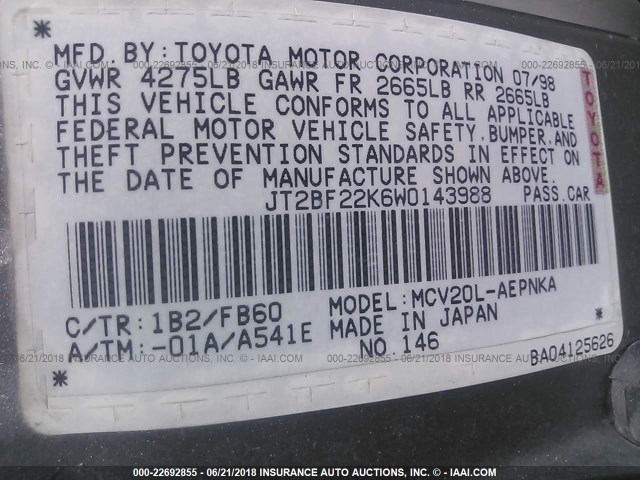 MFD. BY: TOYOTA MOTOR CORPORATION 07/98
GVWR 4275LB GAWR FR 2665LB RR 2665LB
THIS VEHICLE CONFORMS TO ALL APPLICABLE
FEDERAL MOTOR VEHICLE SAFETY, BUMPER, AND
THEFT PREVENTION STANDARDS IN EFFECT ON
THE DATE OF MANUFACTURE SHOWN ABOVE.
TOYOTA
JT2BF22K6W0143988 PASS. CAR
C/TR: 1B2/FB60 MODEL: MCV20L-AEPNKA
A/TM: -01A/A541E MADE IN JAPAN
NO 146
BA04125626
000-22692855 - 06/21/2018 INSURANCE AUTO AUCTIONS - © IAAI.COM